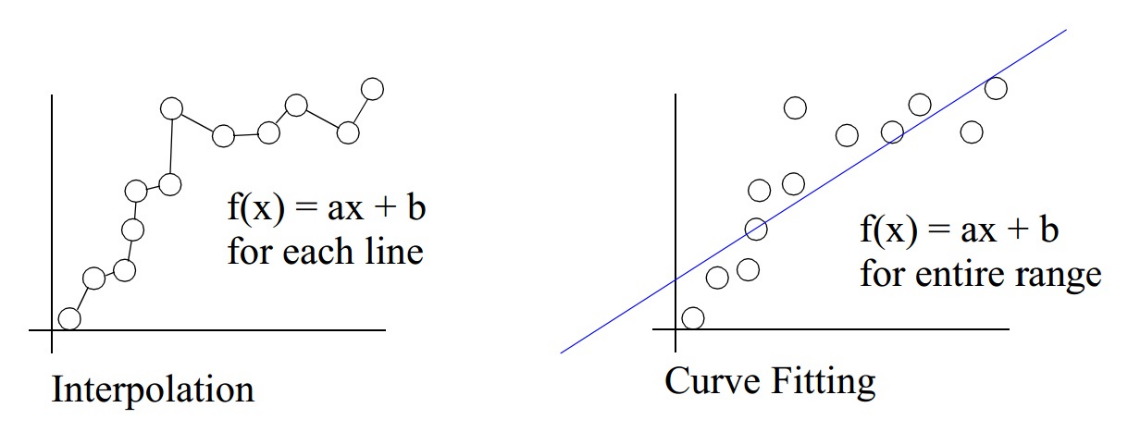 f(x) = ax + b
for each line
Interpolation
f(x) = ax + b
for entire range
Curve Fitting